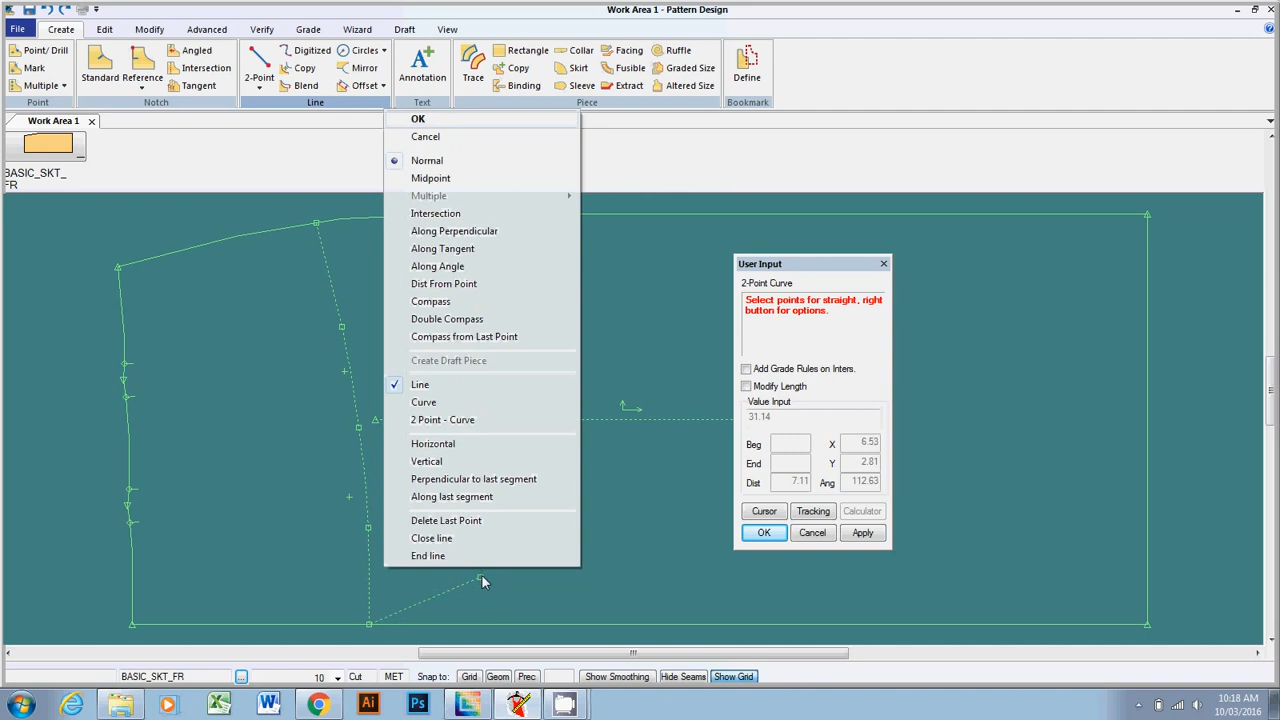 Work Area 1 - Pattern Design
File Create Edit Modify Advanced Verify Grade Wizard Draft View
Point/ Drill Angled Digitized Circles Rectangle Collar Facing Ruffle
Mark Standard Reference Intersection 2-Point Copy Mirror Annotation Trace Copy Skirt Fusible Graded Size Define
Multiple Tangent Blend Offset Binding Sleeve Extract Altered Size
Point Notch Line Text Piece Bookmark
Work Area 1
BASIC_SKT_
FR
OK
Cancel
Normal
Midpoint
Multiple
Intersection
Along Perpendicular
Along Tangent
Along Angle
Dist From Point
Compass
Double Compass
Compass from Last Point
Create Draft Piece
Line
Curve
2 Point - Curve
Horizontal
Vertical
Perpendicular to last segment
Along last segment
Delete Last Point
Close line
End line
User Input
2-Point Curve
Select points for straight, right
button for options.
Add Grade Rules on Inters.
Modify Length
Value Input
31.14
Beg X 6.53
End Y 2.81
Dist 7.11 Ang 112.63
Cursor Tracking Calculator
OK Cancel Apply
BASIC_SKT_FR ... 10 Cut MET Snap to: Grid Geom Prec Show Smoothing Hide Seams Show Grid
10:18 AM
10/03/2016